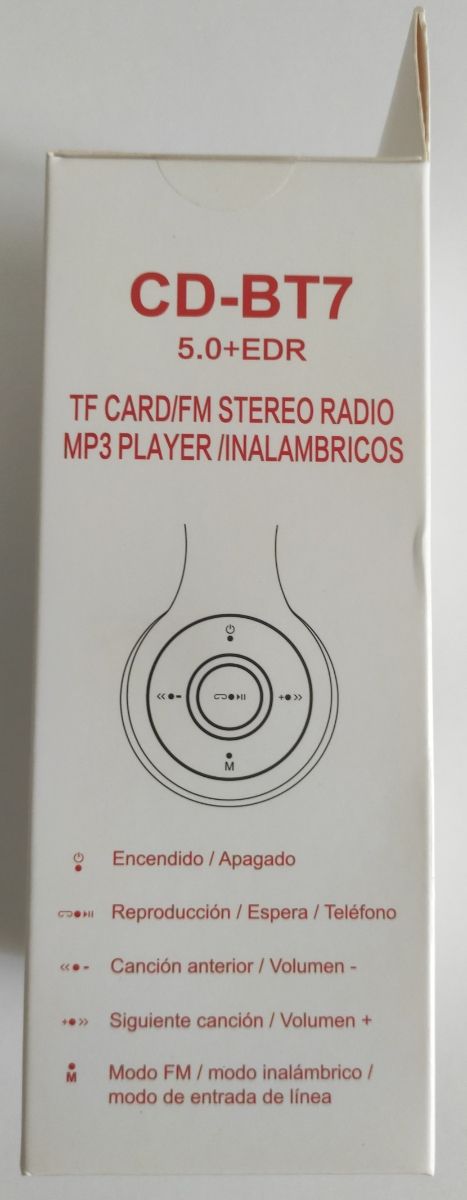 CD-BT7
5.0+EDR
TF CARD/FM STEREO RADIO
MP3 PLAYER /INALAMBRICOS
M
Encendido / Apagado
Reproducción / Espera / Teléfono
Canción anterior / Volumen -
Siguiente canción / Volumen +
M Modo FM / modo inalámbrico /
modo de entrada de línea